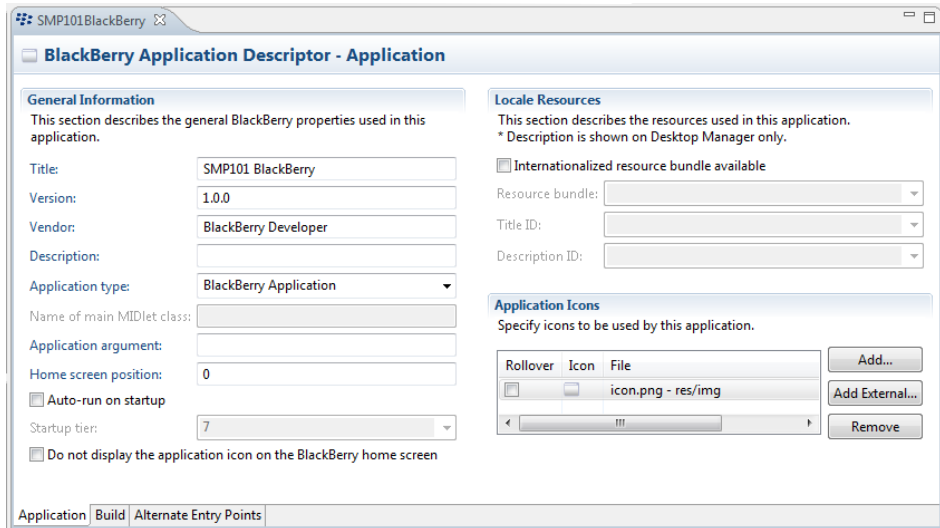 SMP101BlackBerry
BlackBerry Application Descriptor - Application
General Information
This section describes the general BlackBerry properties used in this
application.
Title: SMP101 BlackBerry
Version: 1.0.0
Vendor: BlackBerry Developer
Description:
Application type: BlackBerry Application
Name of main MIDlet class:
Application argument:
Home screen position: 0
Auto-run on startup
Startup tier: 7
Do not display the application icon on the BlackBerry home screen
Locale Resources
This section describes the resources used in this application.
* Description is shown on Desktop Manager only.
Internationalized resource bundle available
Resource bundle:
Title ID:
Description ID:
Application Icons
Specify icons to be used by this application.
Rollover Icon File
icon.png - res/img
Add...
Add External...
Remove
Application Build Alternate Entry Points